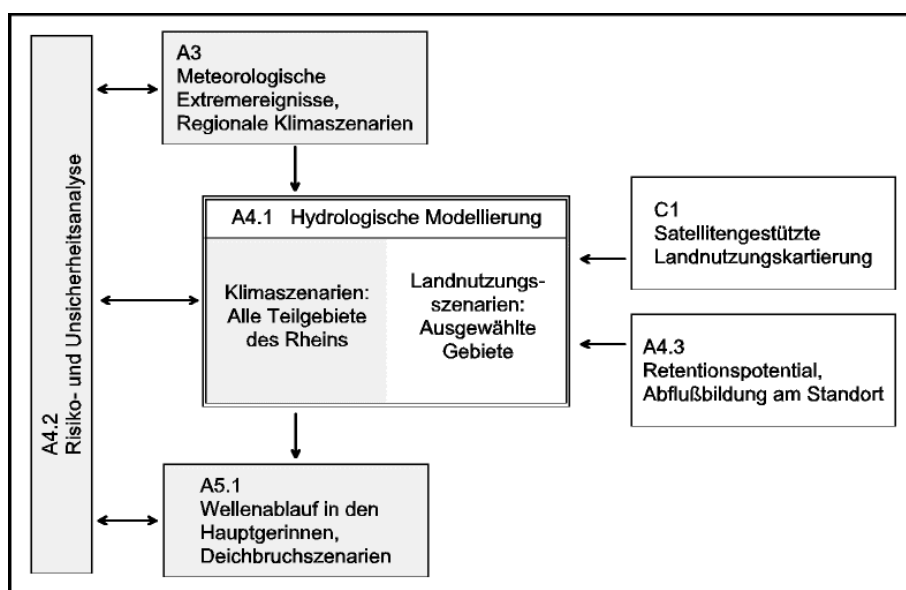 A4.2
Risiko- und Unsicherheitsanalyse
A3
Meteorologische
Extremereignisse,
Regionale Klimaszenarien
A4.1 Hydrologische Modellierung
Klimaszenarien:
Alle Teilgebiete
des Rheins
Landnutzungs-
szenarien:
Ausgewählte
Gebiete
C1
Satellitengestützte
Landnutzungskartierung
A4.3
Retentionspotential,
Abflußbildung am Standort
A5.1
Wellenablauf in den
Hauptgerinnen,
Deichbruchszenarien